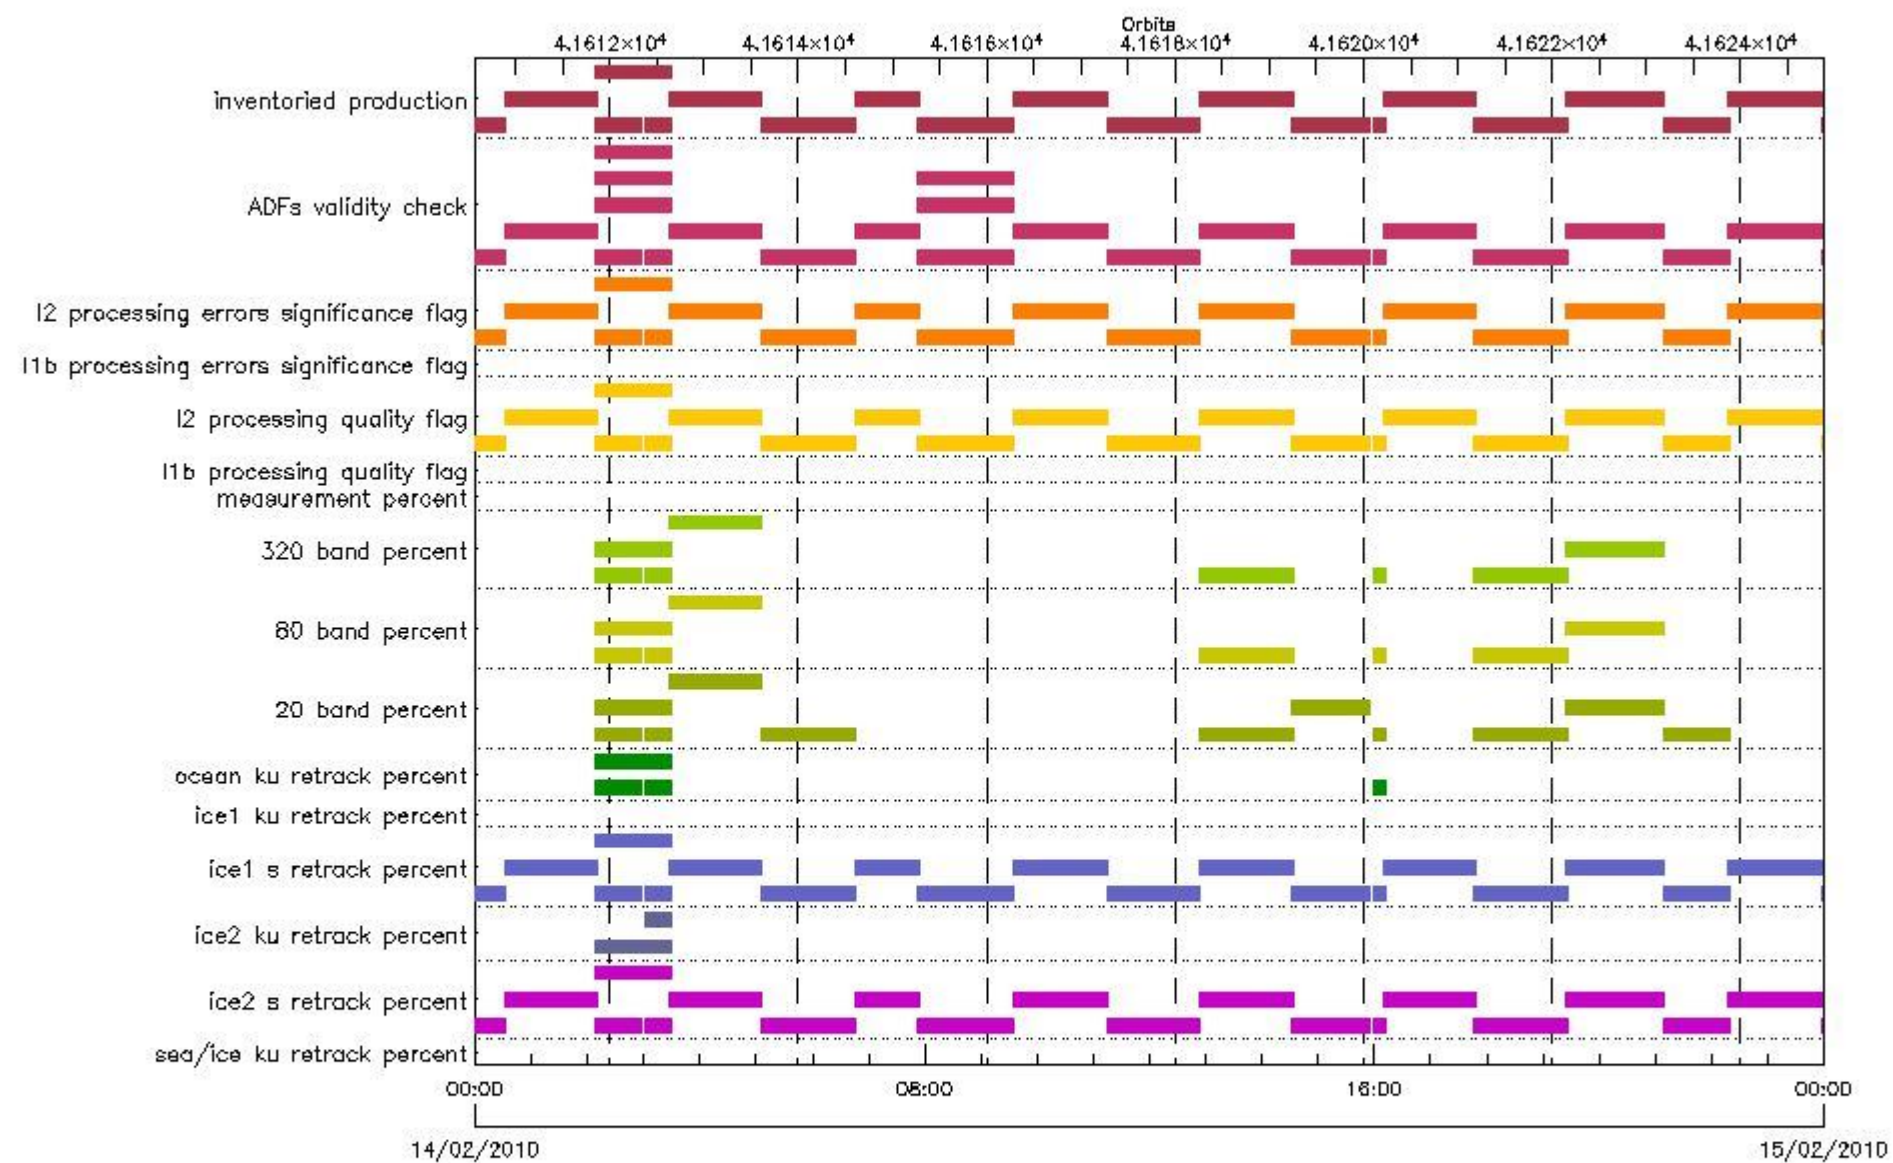 Orbits
4.1612×10⁴ 4.1614×10⁴ 4.1616×10⁴ 4.1618×10⁴ 4.1620×10⁴ 4.1622×10⁴ 4.1624×10⁴
inventoried production
ADFs validity check
l2 processing errors significance flag
l1b processing errors significance flag
l2 processing quality flag
l1b processing quality flag
measurement percent
320 band percent
80 band percent
20 band percent
ocean ku retrack percent
ice1 ku retrack percent
ice1 s retrack percent
ice2 ku retrack percent
ice2 s retrack percent
sea/ice ku retrack percent
00:00 08:00 16:00 00:00
14/02/2010 15/02/2010